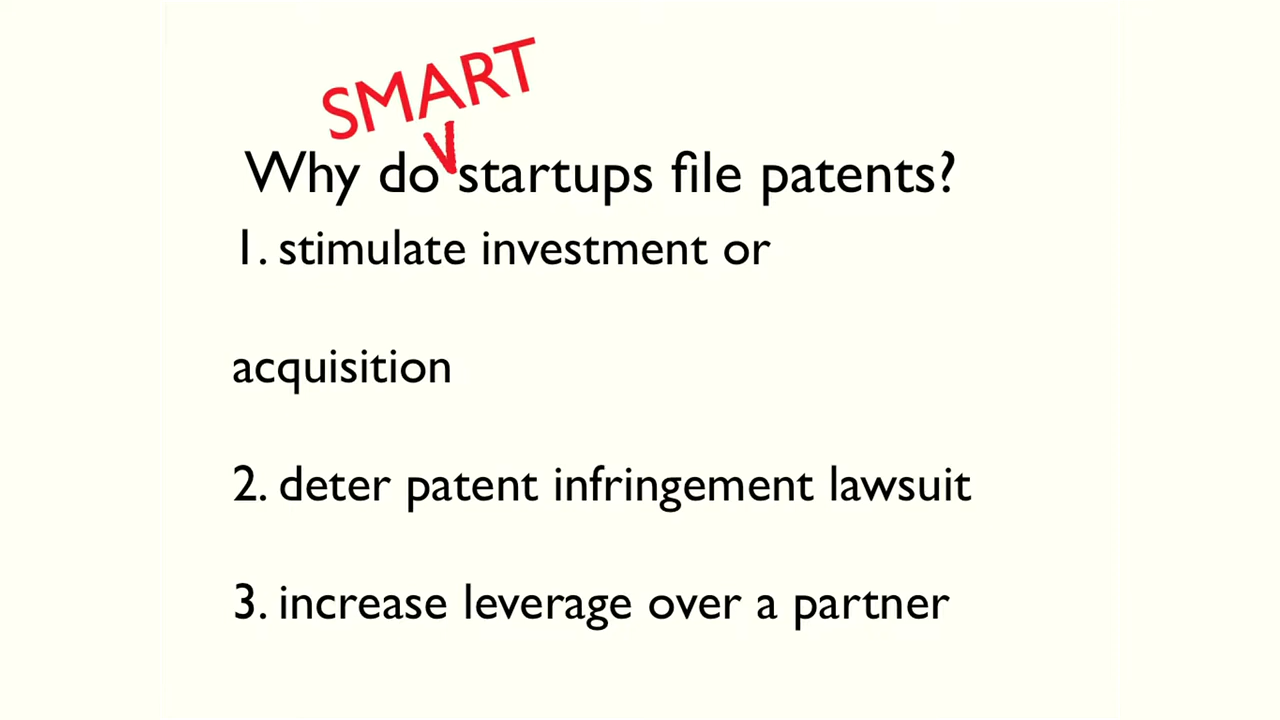 SMART
Why do startups file patents?
1. stimulate investment or
acquisition
2. deter patent infringement lawsuit
3. increase leverage over a partner